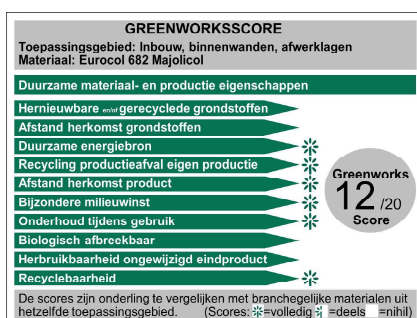 GREENWORKSSCORE
Toepassingsgebied: Inbouw, binnenwanden, afwerklagen
Materiaal: Eurocol 682 Majolicol
Duurzame materiaal- en productie eigenschappen
Hernieuwbare en/of gerecyclede grondstoffen
Afstand herkomst grondstoffen
Duurzame energiebron
Recycling productieafval eigen productie
Afstand herkomst product
Bijzondere milieuwinst
Onderhoud tijdens gebruik
Biologisch afbreekbaar
Herbruikbaarheid ongewijzigd eindproduct
Recyclebaarheid
Greenworks
12 /20
Score
De scores zijn onderling te vergelijken met branchegelijke materialen uit
hetzelfde toepassingsgebied. (Scores: =volledig =deels =nihil)